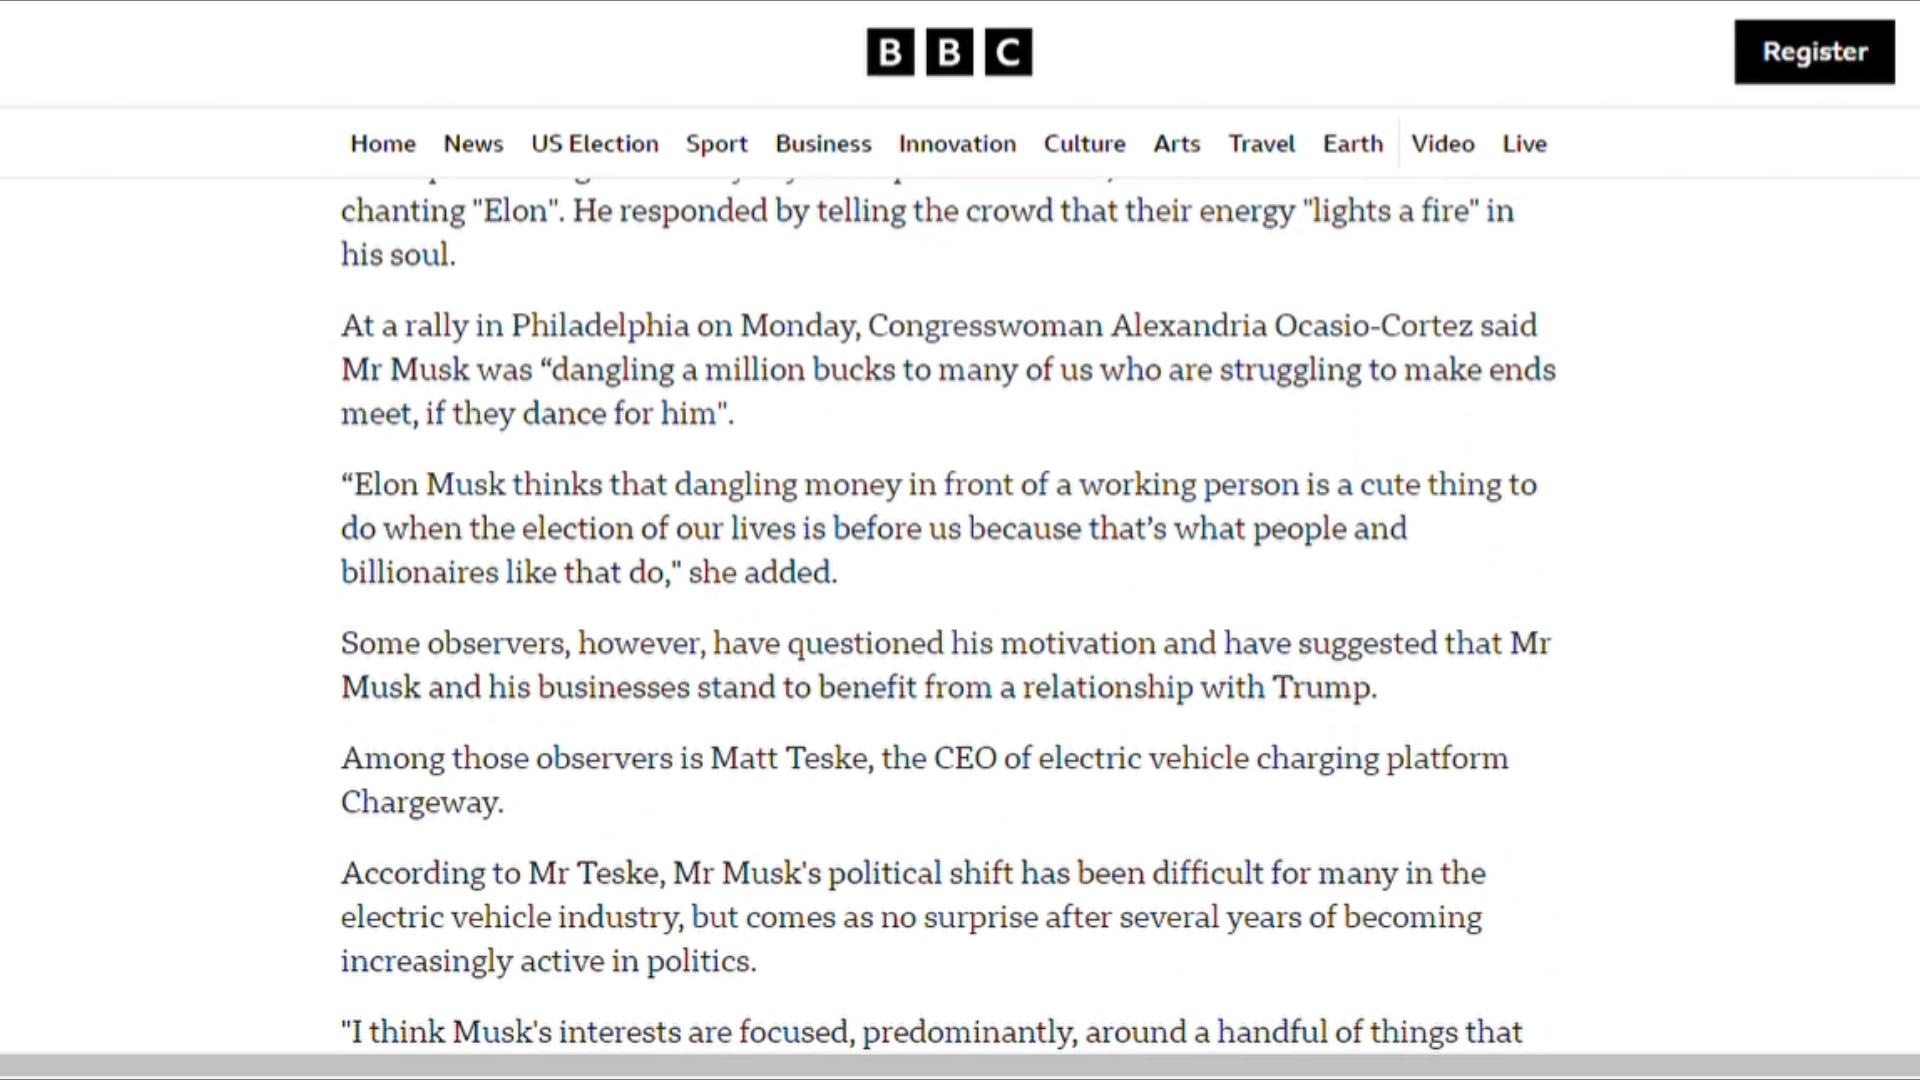 BBC
Register
Home News US Election Sport Business Innovation Culture Arts Travel Earth Video Live
chanting "Elon". He responded by telling the crowd that their energy "lights a fire" in
his soul.
At a rally in Philadelphia on Monday, Congresswoman Alexandria Ocasio-Cortez said
Mr Musk was “dangling a million bucks to many of us who are struggling to make ends
meet, if they dance for him".
“Elon Musk thinks that dangling money in front of a working person is a cute thing to
do when the election of our lives is before us because that’s what people and
billionaires like that do," she added.
Some observers, however, have questioned his motivation and have suggested that Mr
Musk and his businesses stand to benefit from a relationship with Trump.
Among those observers is Matt Teske, the CEO of electric vehicle charging platform
Chargeway.
According to Mr Teske, Mr Musk's political shift has been difficult for many in the
electric vehicle industry, but comes as no surprise after several years of becoming
increasingly active in politics.
"I think Musk's interests are focused, predominantly, around a handful of things that